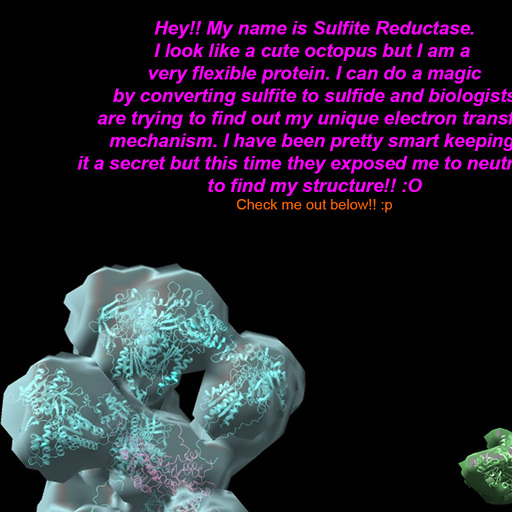 Hey!! My name is Sulfite Reductase.
I look like a cute octopus but I am a
very flexible protein. I can do a magic
by converting sulfite to sulfide and biologists
are trying to find out my unique electron
mechanism. I have been pretty smart keeping
it a secret but this time they exposed me to
to find my structure!! :O
Check me out below!! :p